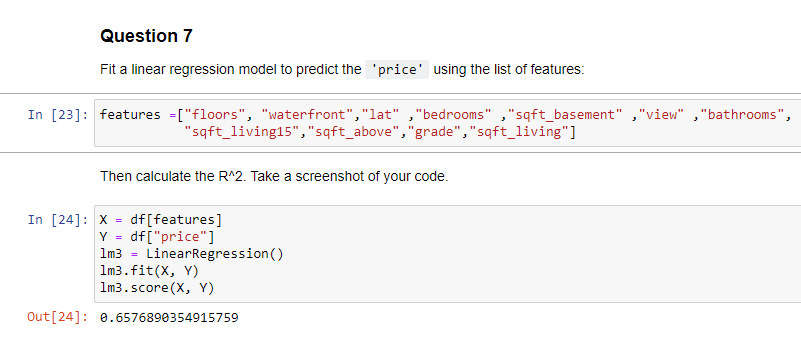 Question 7
Fit a linear regression model to predict the 'price' using the list of features:
In [23]: features =["floors", "waterfront","lat" ,"bedrooms" ,"sqft_basement" ,"view" ,"bathrooms",
"sqft_living15","sqft_above","grade","sqft_living"]
Then calculate the R^2. Take a screenshot of your code.
In [24]: X = df[features]
Y = df["price"]
lm3 = LinearRegression()
lm3.fit(X, Y)
lm3.score(X, Y)
Out[24]: 0.6576890354915759